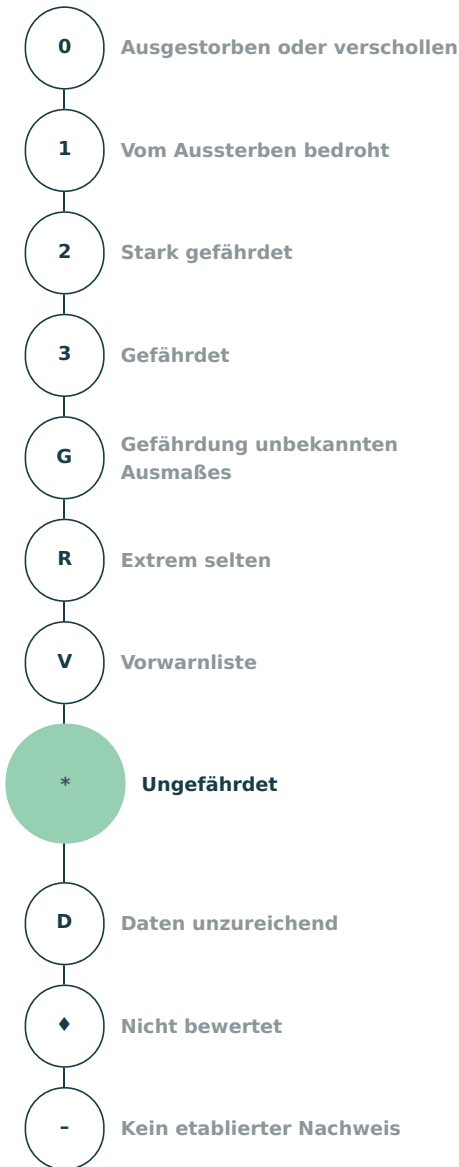 0 Ausgestorben oder verschollen
1 Vom Aussterben bedroht
2 Stark gefährdet
3 Gefährdet
G Gefährdung unbekannten
Ausmaßes
R Extrem selten
V Vorwarnliste
* Ungefährdet
D Daten unzureichend
♦ Nicht bewertet
– Kein etablierter Nachweis